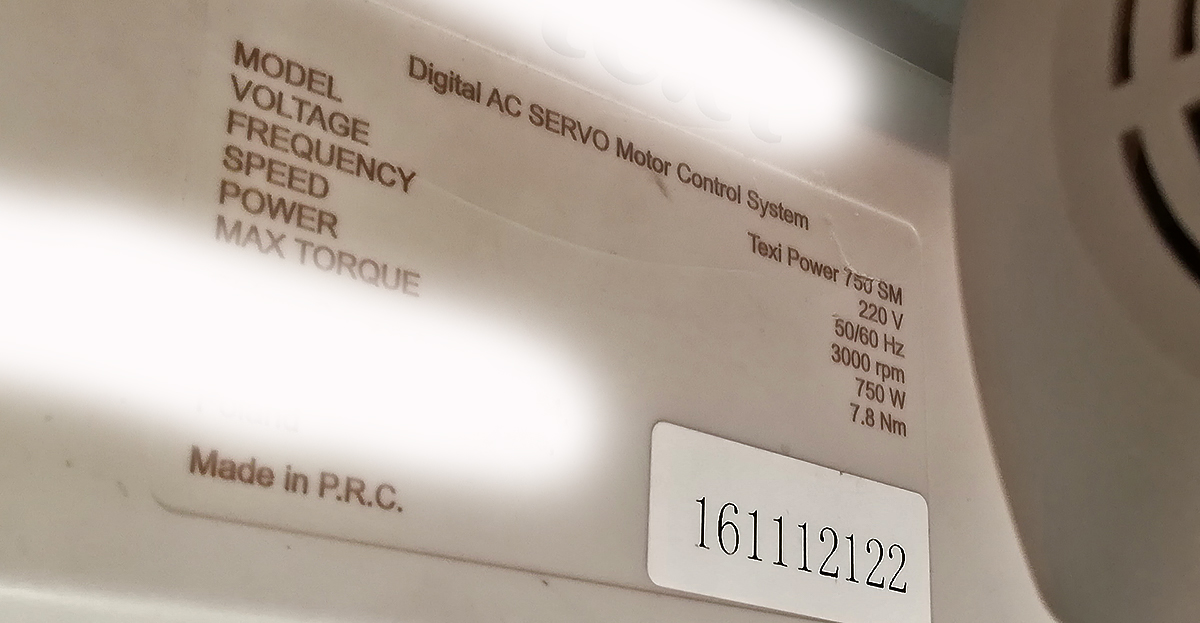 Digital AC SERVO Motor Control System
MODEL Texi Power 750 SM
VOLTAGE 220 V
FREQUENCY 50/60 Hz
SPEED 3000 rpm
POWER 750 W
MAX TORQUE 7.8 Nm
Made in P.R.C.
161112122